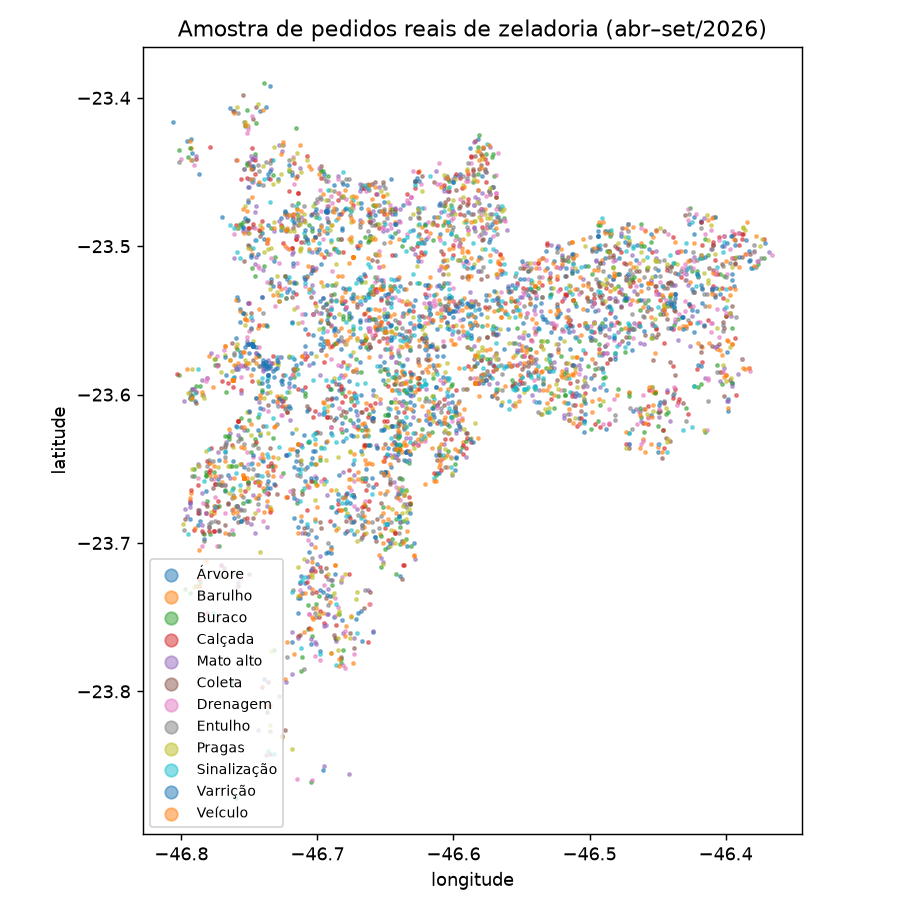 Amostra de pedidos reais de zeladoria (abr–set/2026)
−23.4
−23.5
−23.6
−23.7
−23.8
latitude
Árvore
Barulho
Buraco
Calçada
Mato alto
Coleta
Drenagem
Entulho
Pragas
Sinalização
Varrição
Veículo
−46.8 −46.7 −46.6 −46.5 −46.4
longitude